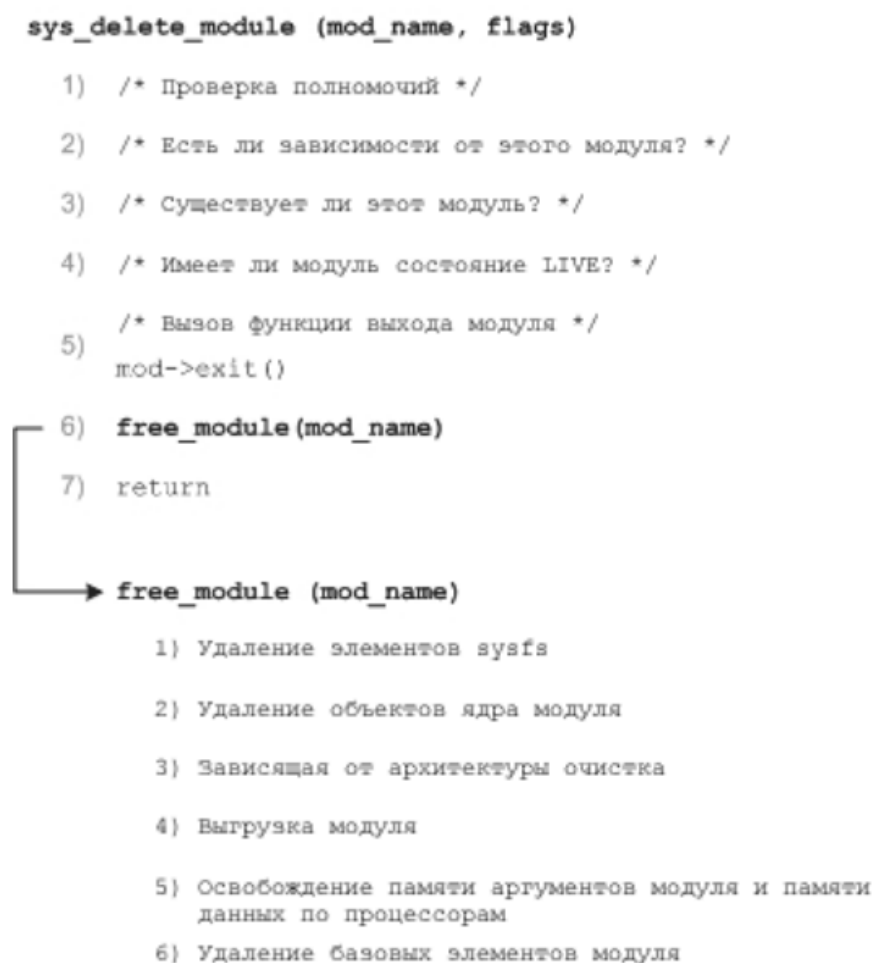 sys_delete_module (mod_name, flags)
1) /* Проверка полномочий */
2) /* Есть ли зависимости от этого модуля? */
3) /* Существует ли этот модуль? */
4) /* Имеет ли модуль состояние LIVE? */
/* Вызов функции выхода модуля */
5)
mod->exit()
6) free_module(mod_name)
7) return
free_module (mod_name)
1) Удаление элементов sysfs
2) Удаление объектов ядра модуля
3) Зависящая от архитектуры очистка
4) Выгрузка модуля
5) Освобождение памяти аргументов модуля и памяти
данных по процессорам
6) Удаление базовых элементов модуля